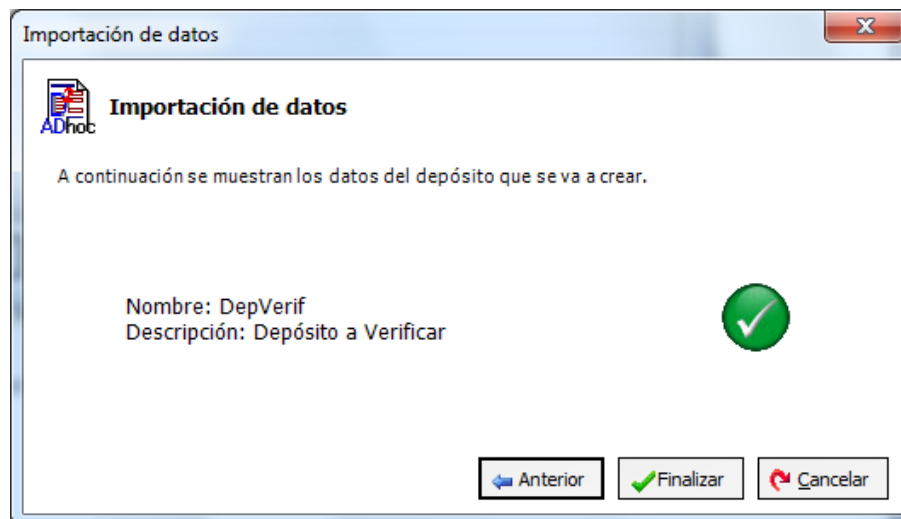 Importación de datos
ADhoc
Importación de datos
A continuación se muestran los datos del depósito que se va a crear.
Nombre: DepVerif
Descripción: Depósito a Verificar
Anterior
Finalizar
Cancelar